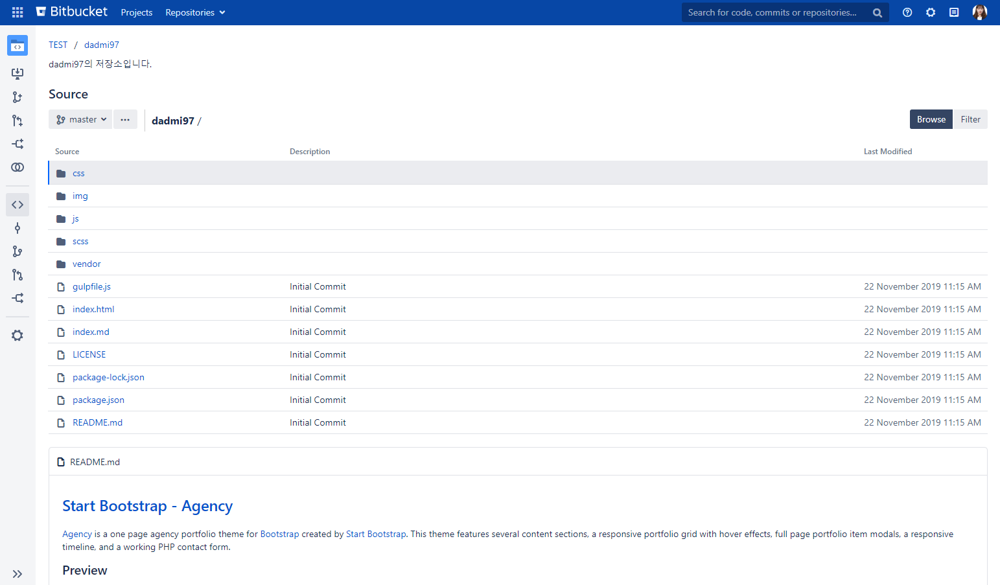 Bitbucket Projects Repositories Search for code, commits or repositories...
TEST / dadmi97
dadmi97의 저장소입니다.
Source
master ... dadmi97 / Browse Filter
Source Description Last Modified
css
img
js
scss
vendor
gulpfile.js Initial Commit 22 November 2019 11:15 AM
index.html Initial Commit 22 November 2019 11:15 AM
index.md Initial Commit 22 November 2019 11:15 AM
LICENSE Initial Commit 22 November 2019 11:15 AM
package-lock.json Initial Commit 22 November 2019 11:15 AM
package.json Initial Commit 22 November 2019 11:15 AM
README.md Initial Commit 22 November 2019 11:15 AM
README.md
Start Bootstrap - Agency
Agency is a one page agency portfolio theme for Bootstrap created by Start Bootstrap. This theme features several content sections, a responsive portfolio grid with hover effects, full page portfolio item modals, a responsive
timeline, and a working PHP contact form.
Preview